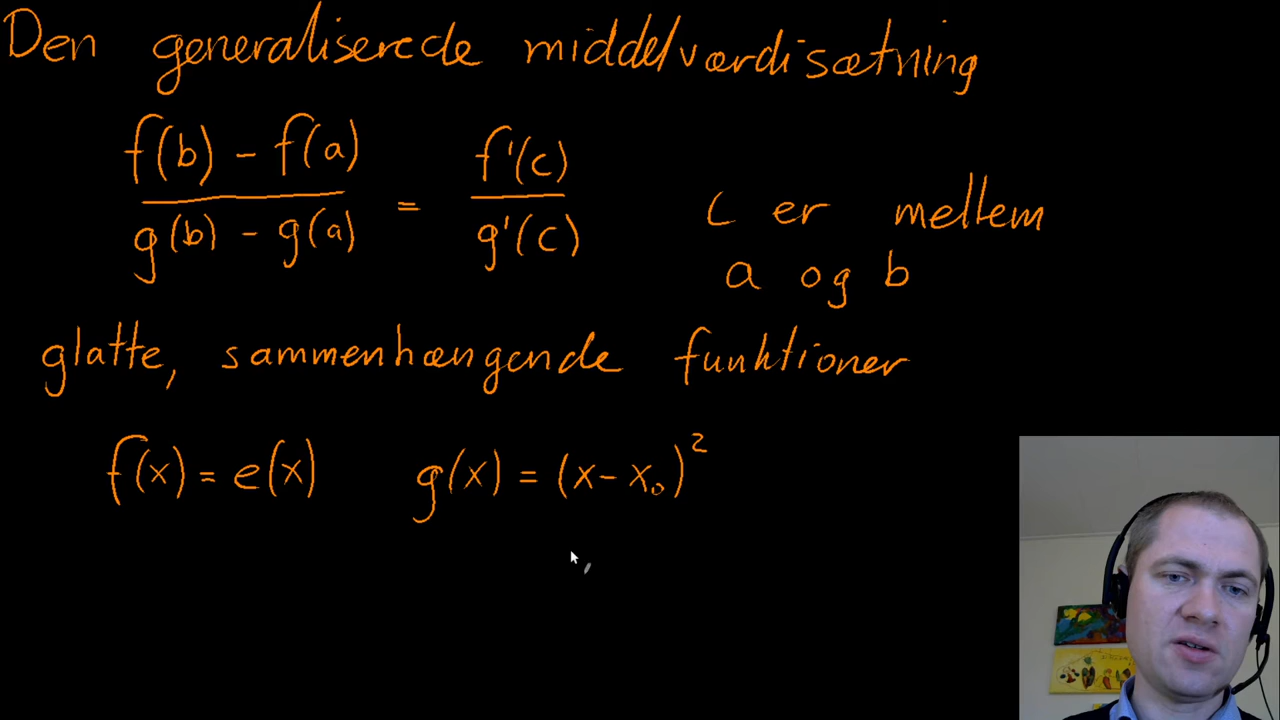 Den generaliserede middelværdisætning
f(b) - f(a) / g(b) - g(a) = f'(c) / g'(c)
c er mellem
a og b
glatte, sammenhængende funktioner
f(x) = e(x) g(x) = (x - x₀)²